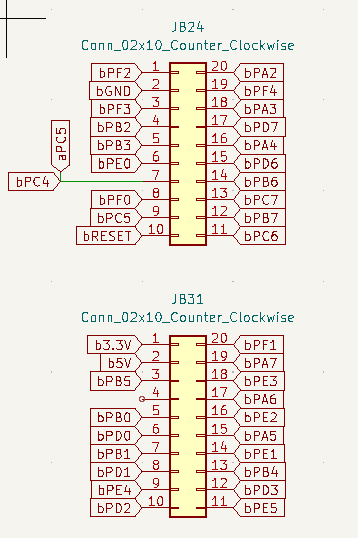 JB24
Conn_02x10_Counter_Clockwise
bPF2 1 20 bPA2
bGND 2 19 bPF4
bPF3 3 18 bPA3
bPB2 4 17 bPD7
bPB3 5 16 bPA4
bPE0 6 15 bPD6
aPC5
bPC4 7 14 bPB6
bPF0 8 13 bPC7
bPC5 9 12 bPB7
bRESET 10 11 bPC6
JB31
Conn_02x10_Counter_Clockwise
b3.3V 1 20 bPF1
b5V 2 19 bPA7
bPB5 3 18 bPE3
4 17 bPA6
bPB0 5 16 bPE2
bPD0 6 15 bPA5
bPB1 7 14 bPE1
bPD1 8 13 bPB4
bPE4 9 12 bPD3
bPD2 10 11 bPE5